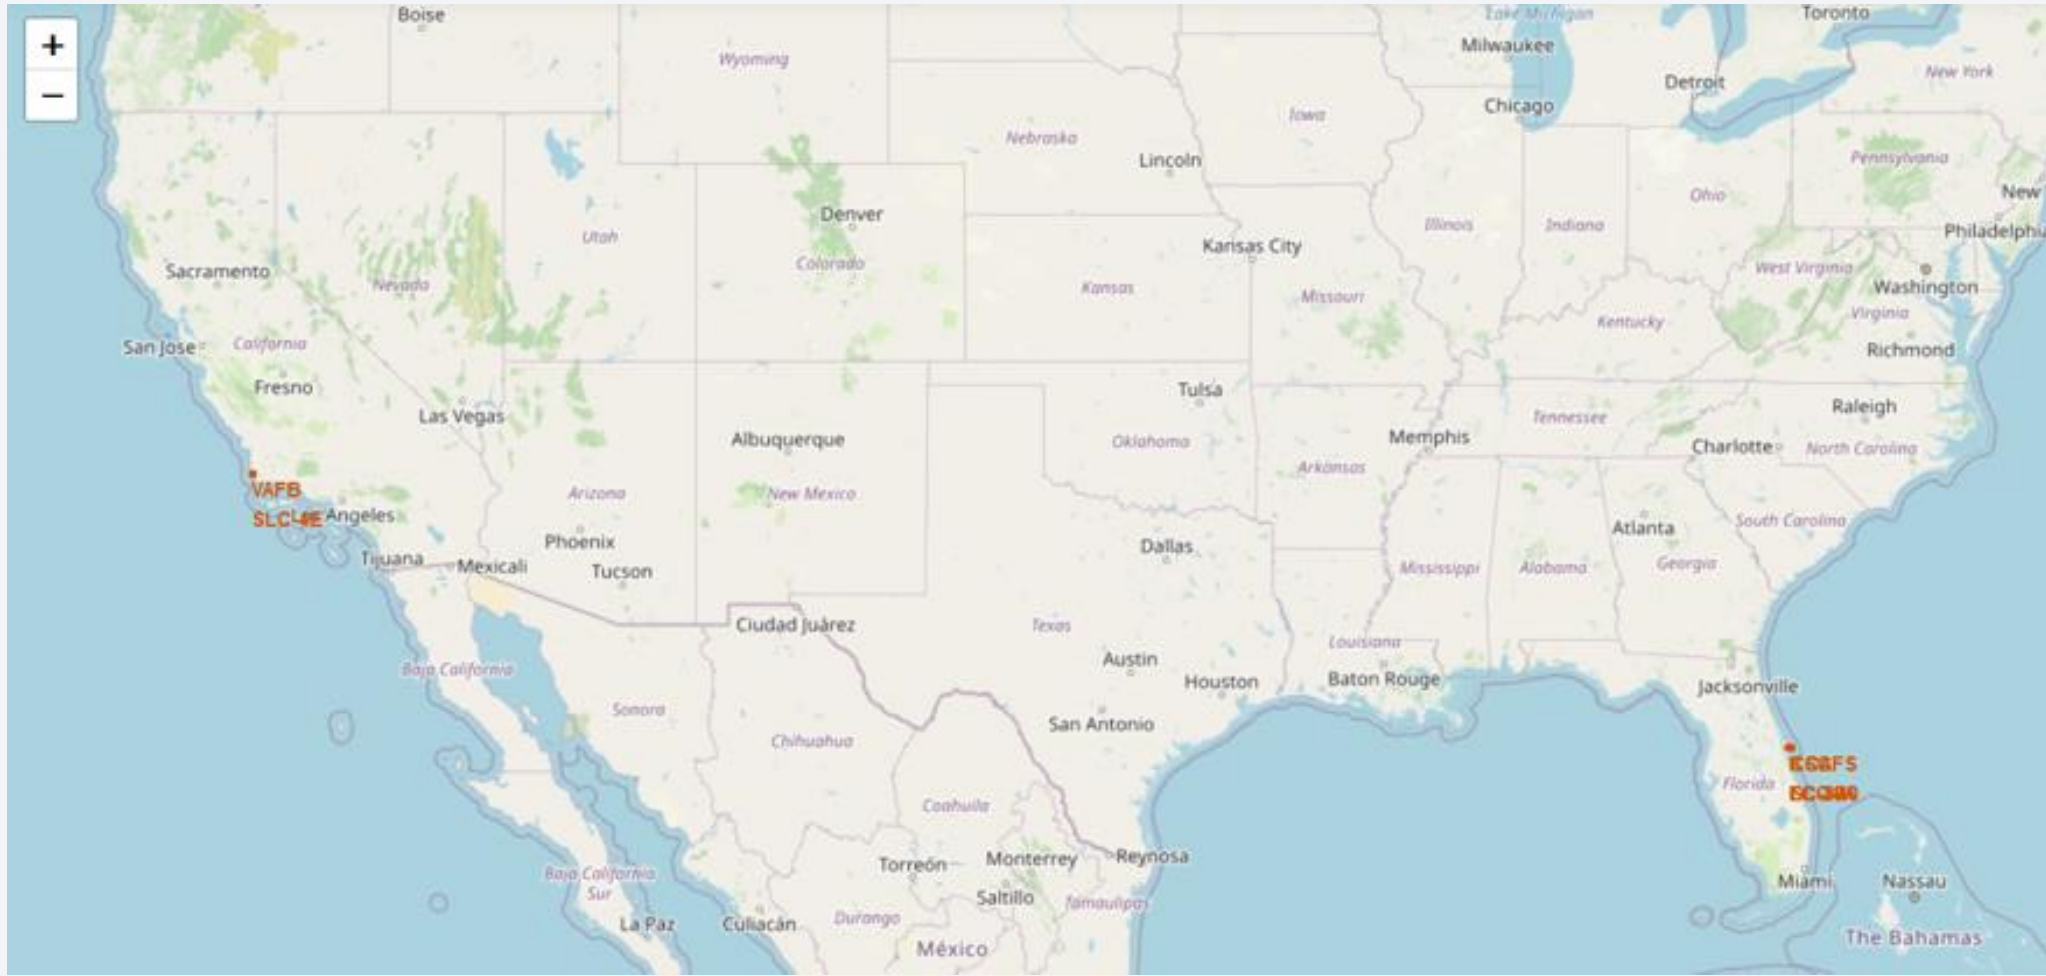 +
−
Boise
Wyoming
Lake Michigan
Milwaukee
Toronto
New York
Detroit
Chicago
Iowa
Nebraska
Lincoln
Pennsylvania
Ohio
New
Denver
Utah
Illinois
Indiana
Philadelphia
Kansas City
Sacramento
Nevada
Colorado
Kansas
Missouri
West Virginia
Washington
Virginia
Kentucky
San Jose
California
Richmond
Fresno
Las Vegas
Tulsa
Raleigh
Tennessee
Albuquerque
Oklahoma
Memphis
Charlotte
North Carolina
Arkansas
VAFB
SLC-4E
Angeles
Arizona
New Mexico
Atlanta
South Carolina
Phoenix
Dallas
Tijuana
Mexicali
Tucson
Mississippi
Alabama
Georgia
Ciudad Juárez
Texas
Louisiana
Austin
Houston
Baton Rouge
Jacksonville
Baja California
Sonora
San Antonio
Chihuahua
Florida
Coahuila
Torreón
Monterrey
Reynosa
Baja California
Sur
Saltillo
Tamaulipas
Miami
Nassau
La Paz
Culiacán
Durango
México
The Bahamas